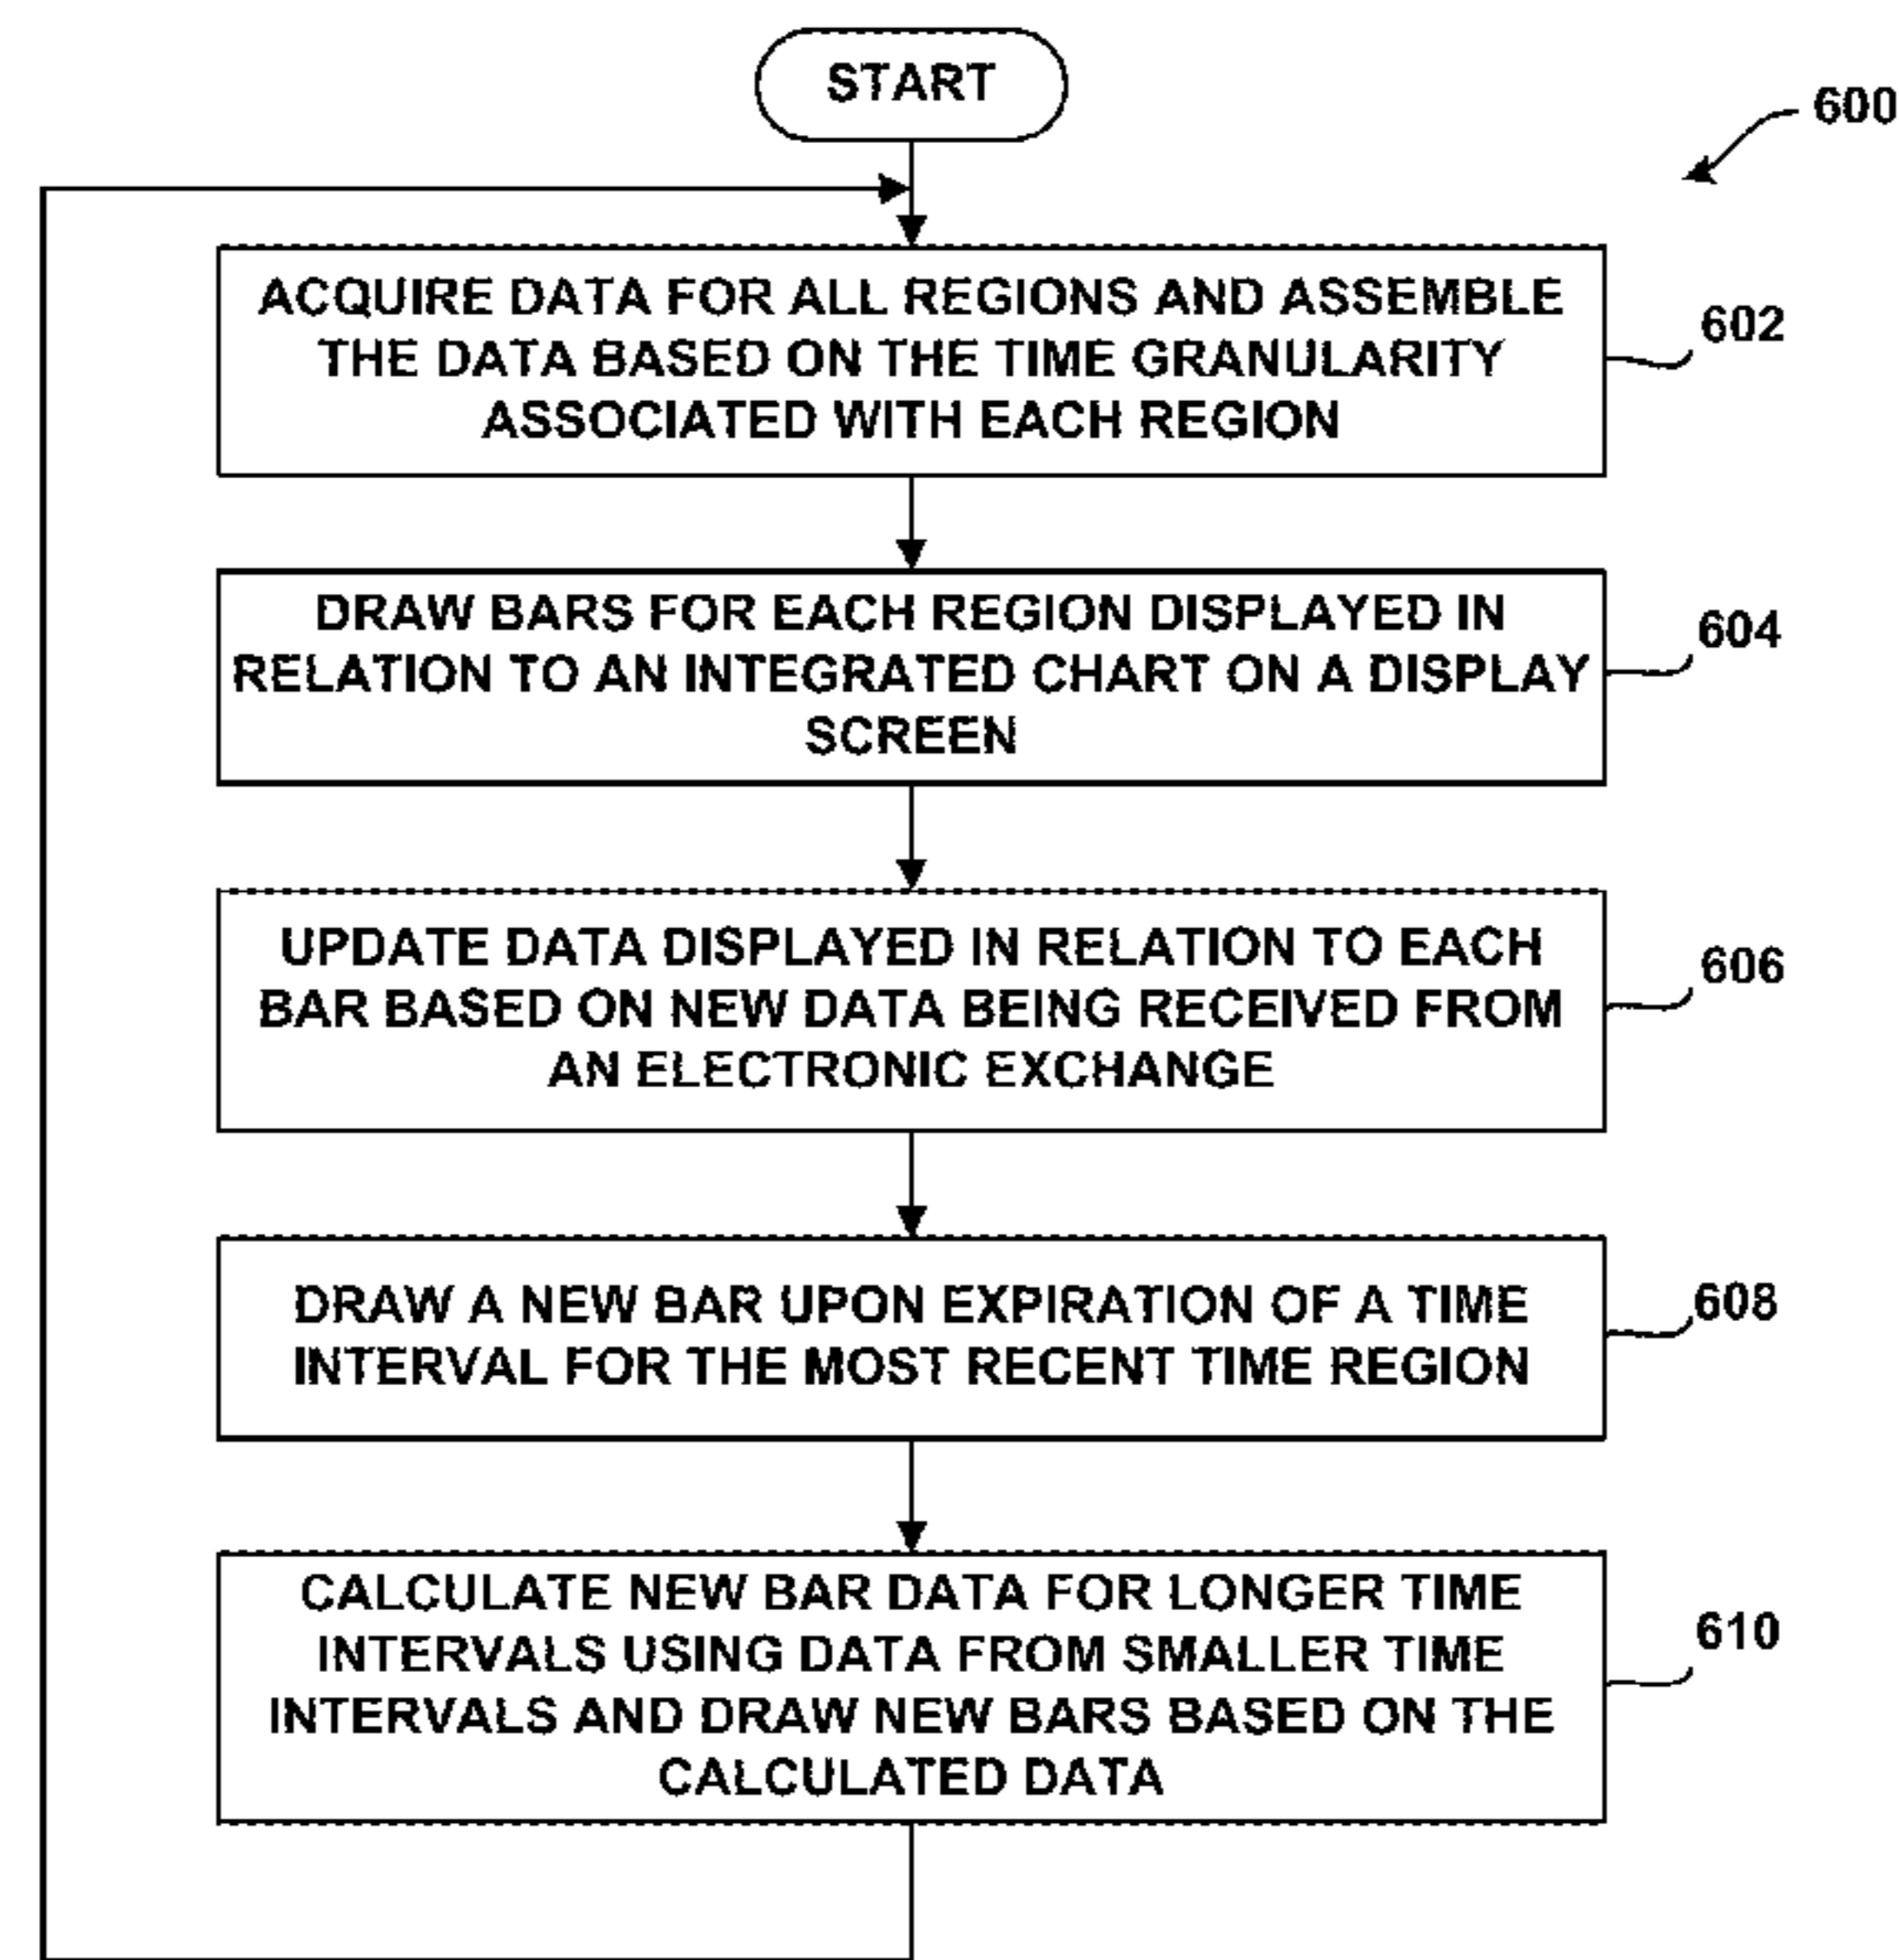 START
600
ACQUIRE DATA FOR ALL REGIONS AND ASSEMBLE
THE DATA BASED ON THE TIME GRANULARITY
ASSOCIATED WITH EACH REGION
602
DRAW BARS FOR EACH REGION DISPLAYED IN
RELATION TO AN INTEGRATED CHART ON A DISPLAY
SCREEN
604
UPDATE DATA DISPLAYED IN RELATION TO EACH
BAR BASED ON NEW DATA BEING RECEIVED FROM
AN ELECTRONIC EXCHANGE
606
DRAW A NEW BAR UPON EXPIRATION OF A TIME
INTERVAL FOR THE MOST RECENT TIME REGION
608
CALCULATE NEW BAR DATA FOR LONGER TIME
INTERVALS USING DATA FROM SMALLER TIME
INTERVALS AND DRAW NEW BARS BASED ON THE
CALCULATED DATA
610